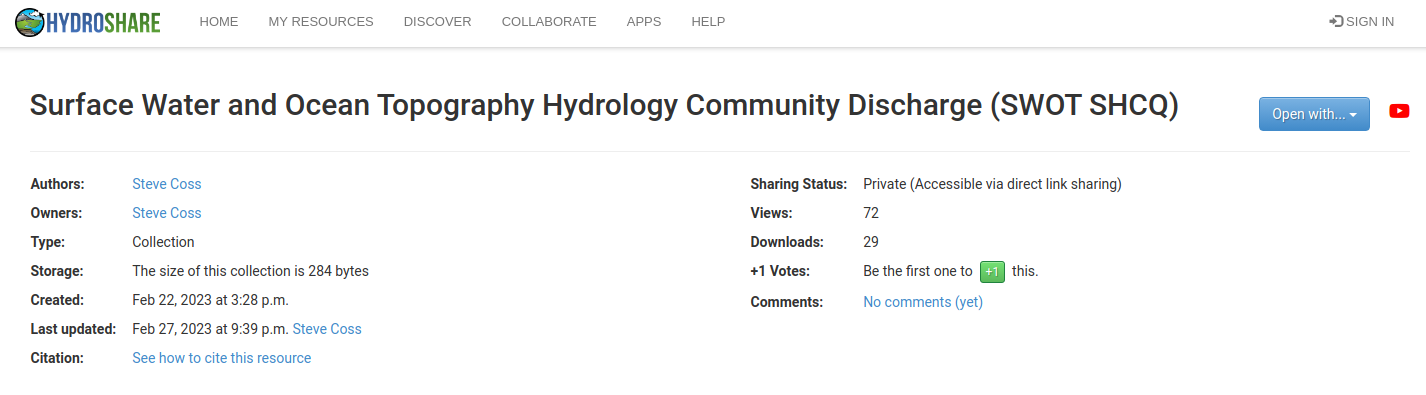 HYDROSHARE HOME MY RESOURCES DISCOVER COLLABORATE APPS HELP SIGN IN
Surface Water and Ocean Topography Hydrology Community Discharge (SWOT SHCQ)
Open with...
Authors: Steve Coss
Owners: Steve Coss
Type: Collection
Storage: The size of this collection is 284 bytes
Created: Feb 22, 2023 at 3:28 p.m.
Last updated: Feb 27, 2023 at 9:39 p.m. Steve Coss
Citation: See how to cite this resource
Sharing Status: Private (Accessible via direct link sharing)
Views: 72
Downloads: 29
+1 Votes: Be the first one to +1 this.
Comments: No comments (yet)